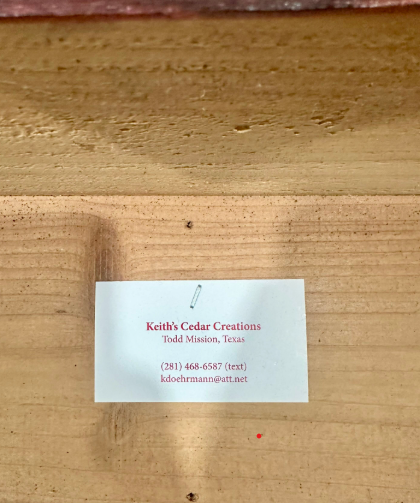 Keith's Cedar Creations
Todd Mission, Texas
(281) 468-6587 (text)
kdoehrmann@att.net